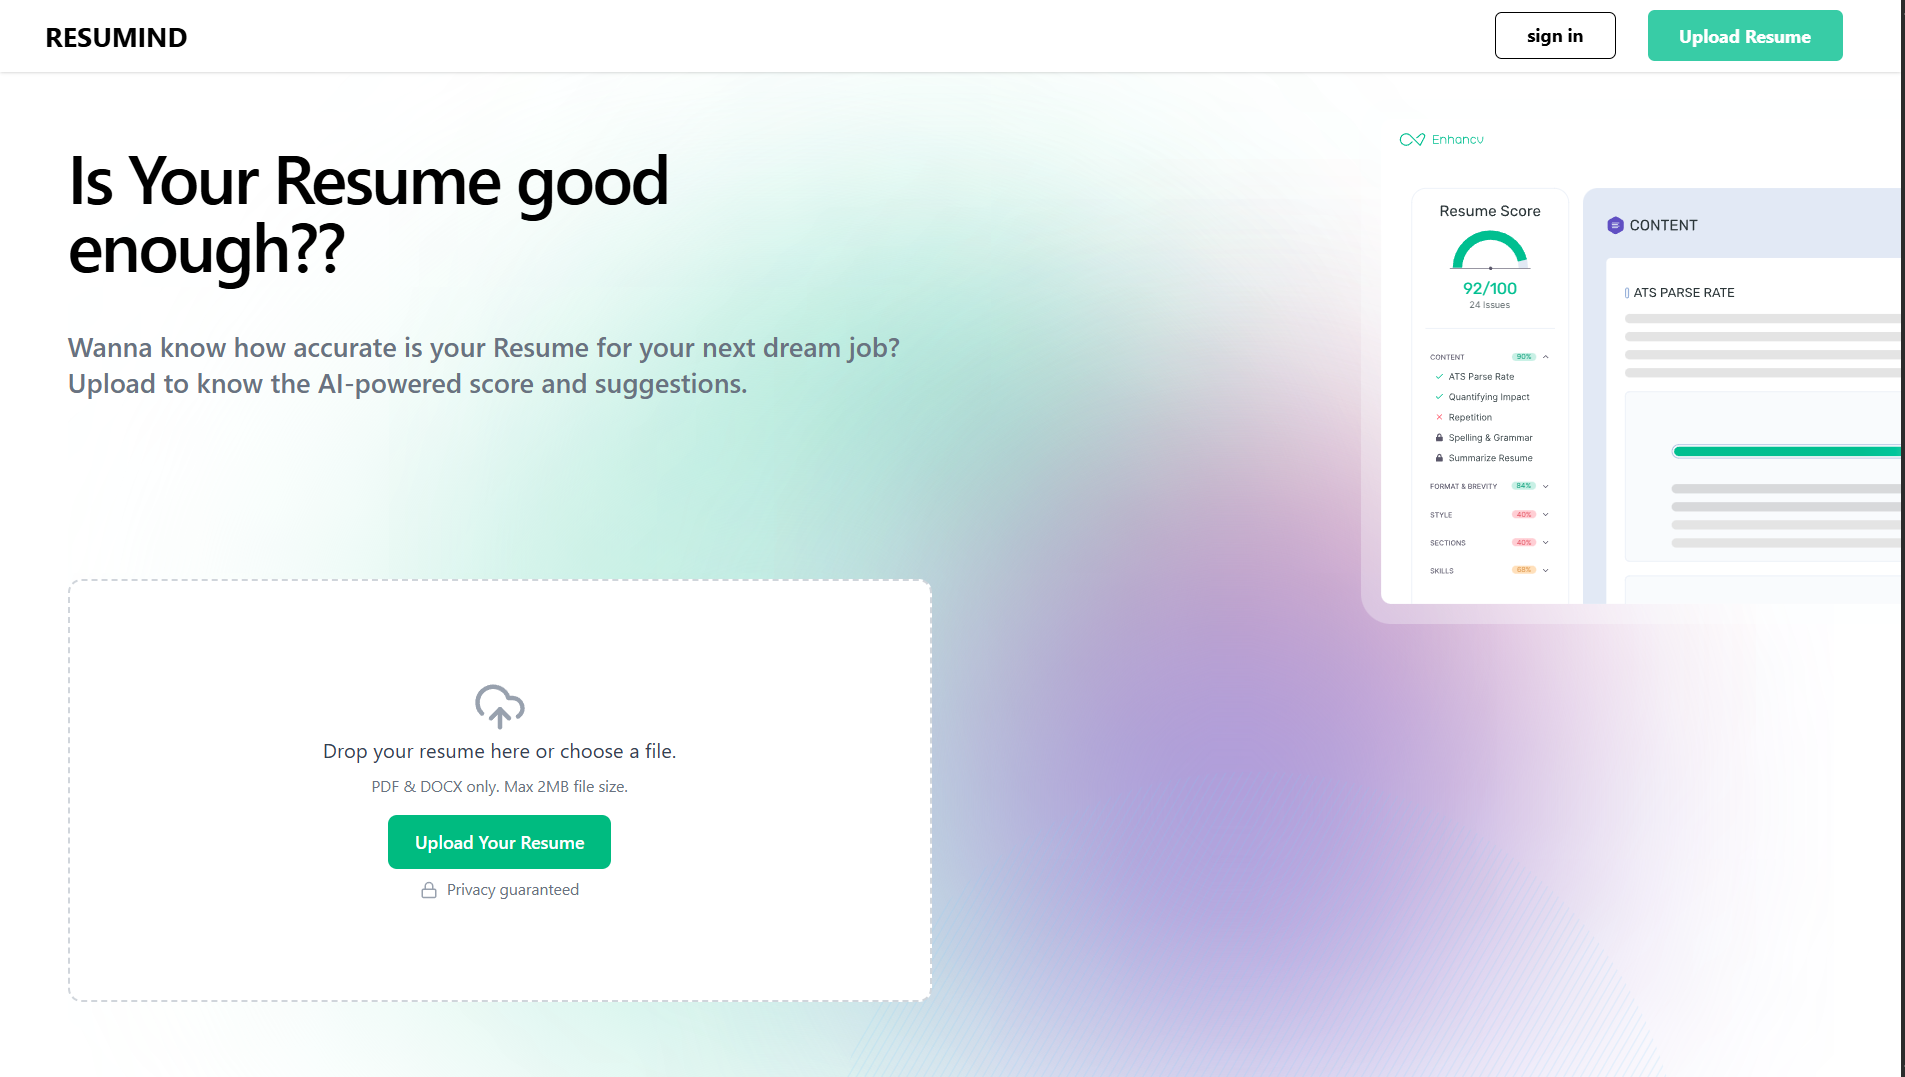 RESUMIND
sign in
Upload Resume
Is Your Resume good
enough??
Wanna know how accurate is your Resume for your next dream job?
Upload to know the AI-powered score and suggestions.
Drop your resume here or choose a file.
PDF & DOCX only. Max 2MB file size.
Upload Your Resume
Privacy guaranteed
Enhancv
Resume Score
92/100
24 Issues
CONTENT 90%
ATS Parse Rate
Quantifying Impact
Repetition
Spelling & Grammar
Summarize Resume
FORMAT & BREVITY 84%
STYLE 40%
SECTIONS 40%
SKILLS 68%
CONTENT
ATS PARSE RATE